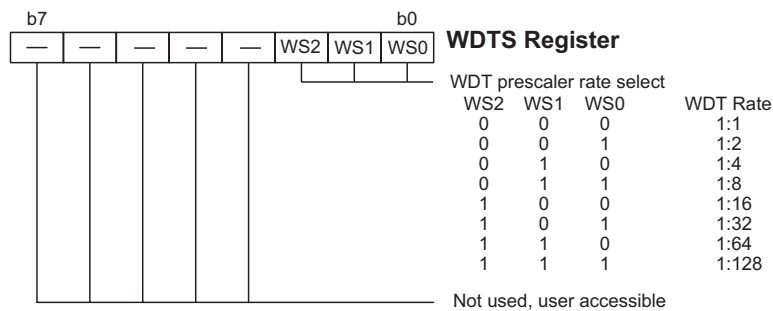 b7 b0
— — — — — WS2 WS1 WS0
WDTS Register
WDT prescaler rate select
WS2 WS1 WS0 WDT Rate
0 0 0 1:1
0 0 1 1:2
0 1 0 1:4
0 1 1 1:8
1 0 0 1:16
1 0 1 1:32
1 1 0 1:64
1 1 1 1:128
Not used, user accessible